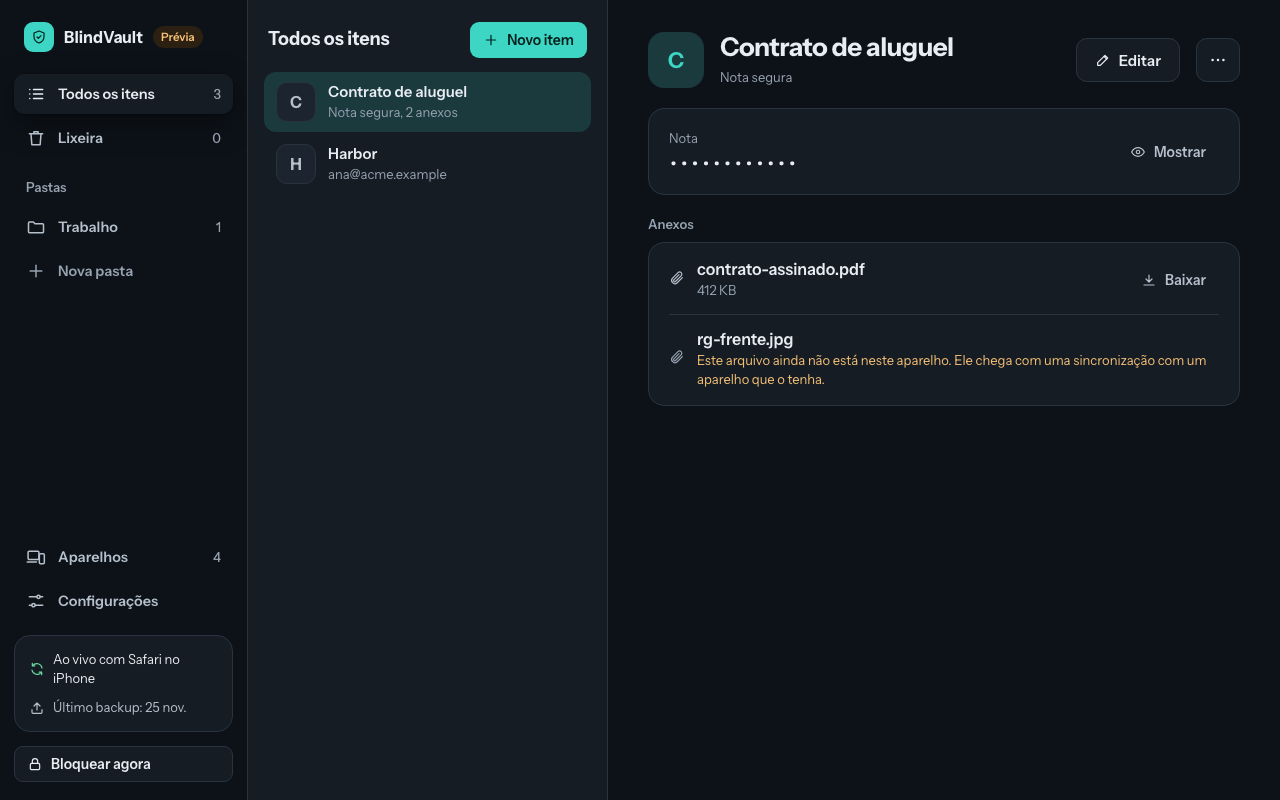 BlindVault Prévia
Todos os itens 3
Lixeira 0
Pastas
Trabalho 1
Nova pasta
Aparelhos 4
Configurações
Ao vivo com Safari no
iPhone
Último backup: 25 nov.
Bloquear agora
Todos os itens
Novo item
C
Contrato de aluguel
Nota segura, 2 anexos
H
Harbor
ana@acme.example
C
Contrato de aluguel
Nota segura
Editar
Nota
••••••••••••
Mostrar
Anexos
contrato-assinado.pdf
412 KB
Baixar
rg-frente.jpg
Este arquivo ainda não está neste aparelho. Ele chega com uma sincronização com um
aparelho que o tenha.